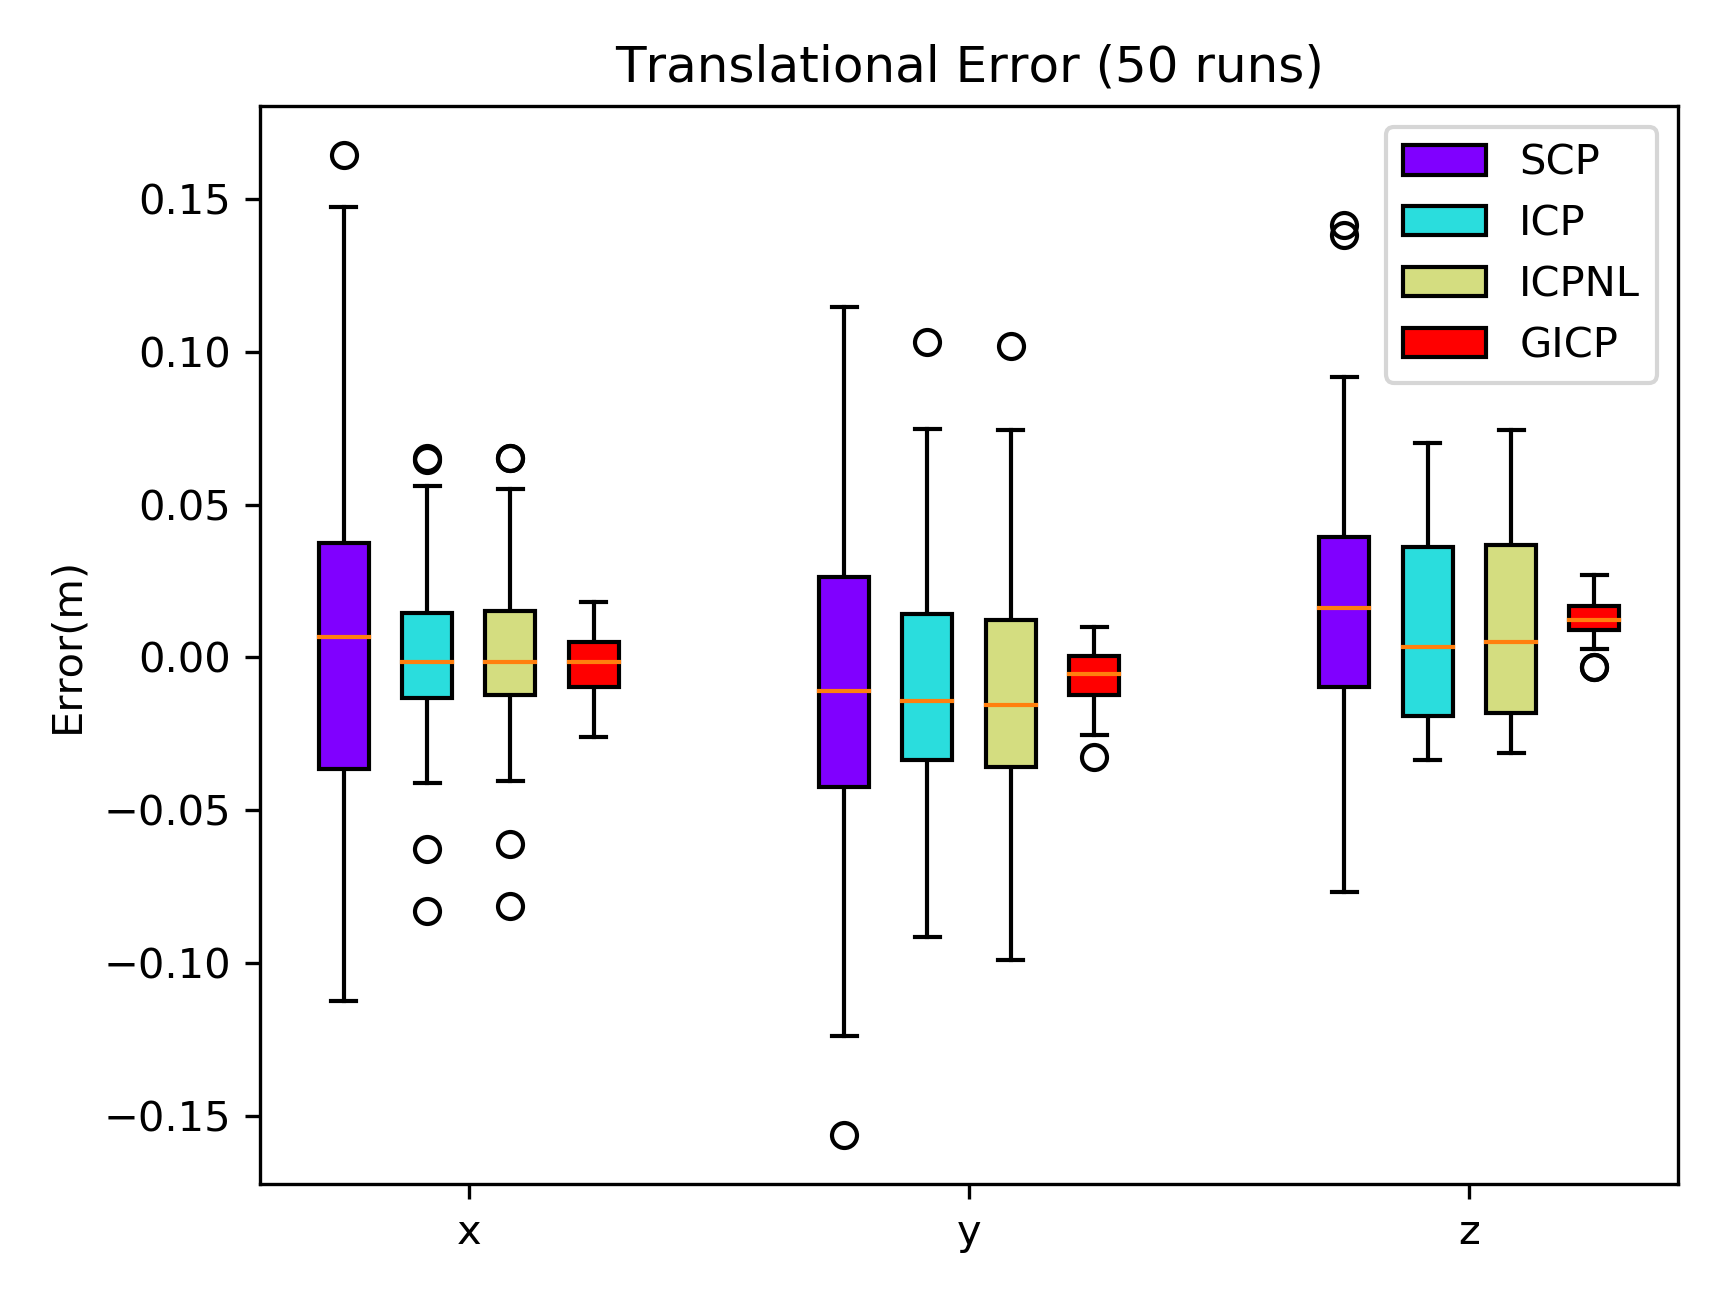 Translational Error (50 runs)
SCP
ICP
ICPNL
GICP
Error(m)
0.15
0.10
0.05
0.00
−0.05
−0.10
−0.15
x
y
z